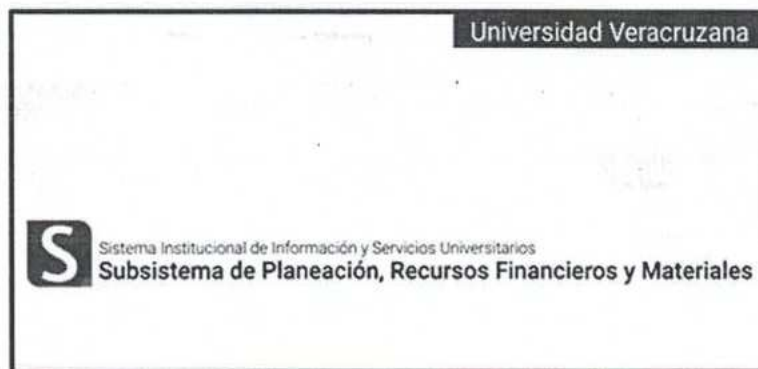 Universidad Veracruzana
S
Sistema Institucional de Información y Servicios Universitarios
Subsistema de Planeación, Recursos Financieros y Materiales